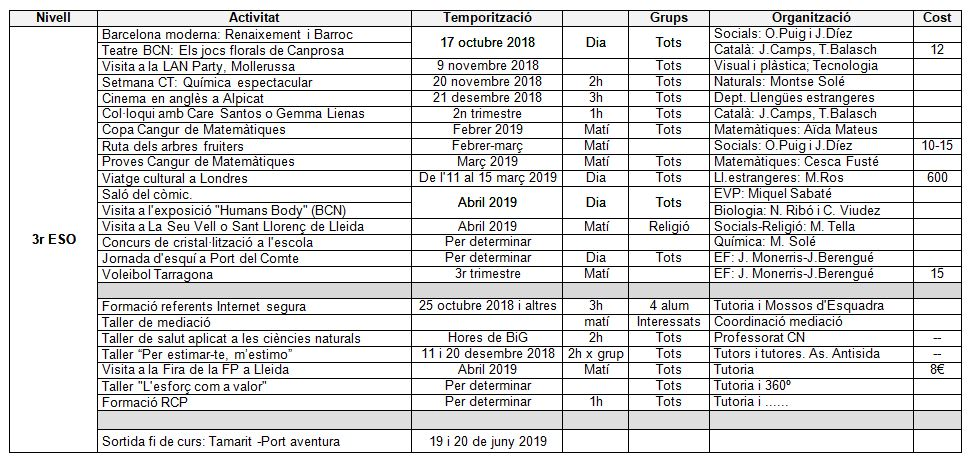 Nivell Activitat Temporització Grups Organització Cost
Barcelona moderna: Renaixement i Barroc 17 octubre 2018 Dia Tots Socials: O.Puig i J.Díez
Teatre BCN: Els jocs florals de Canprosa Català: J.Camps, T.Balasch 12
Visita a la LAN Party, Mollerussa 9 novembre 2018 Tots Visual i plàstica; Tecnologia
Setmana CT: Química espectacular 20 novembre 2018 2h Tots Naturals: Montse Solé
Cinema en anglès a Alpicat 21 desembre 2018 3h Tots Dept. Llengües estrangeres
Col·loqui amb Care Santos o Gemma Lienas 2n trimestre 1h Tots Català: J.Camps, T.Balasch
Copa Cangur de Matemàtiques Febrer 2019 Matí Tots Matemàtiques: Aïda Mateus
Ruta dels arbres fruiters Febrer-març Matí Socials: O.Puig i J.Díez 10-15
Proves Cangur de Matemàtiques Març 2019 Matí Tots Matemàtiques: Cesca Fusté
Viatge cultural a Londres De l'11 al 15 març 2019 Dia Tots Ll.estrangeres: M.Ros 600
Saló del còmic. Abril 2019 Dia Tots EVP: Miquel Sabaté
Visita a l'exposició "Humans Body" (BCN) Biologia: N. Ribó i C. Viudez
Visita a La Seu Vell o Sant Llorenç de Lleida Abril 2019 Matí Religió Socials-Religió: M. Tella
3r ESO Concurs de cristal·lització a l'escola Per determinar Química: M. Solé
Jornada d'esquí a Port del Comte Per determinar Dia Tots EF: J. Monerris-J.Berengué
Voleibol Tarragona 3r trimestre Matí EF: J. Monerris-J.Berengué 15
Formació referents Internet segura 25 octubre 2018 i altres 3h 4 alum Tutoria i Mossos d'Esquadra
Taller de mediació matí Interessats Coordinació mediació
Taller de salut aplicat a les ciències naturals Hores de BiG 2h Tots Professorat CN --
Taller “Per estimar-te, m’estimo” 11 i 20 desembre 2018 2h x grup Tots Tutors i tutores. As. Antisida --
Visita a la Fira de la FP a Lleida Abril 2019 Matí Tots Tutoria 8€
Taller "L'esforç com a valor" Per determinar Tots Tutoria i 360º
Formació RCP Per determinar 1h Tots Tutoria i ......
Sortida fi de curs: Tamarit -Port aventura 19 i 20 de juny 2019